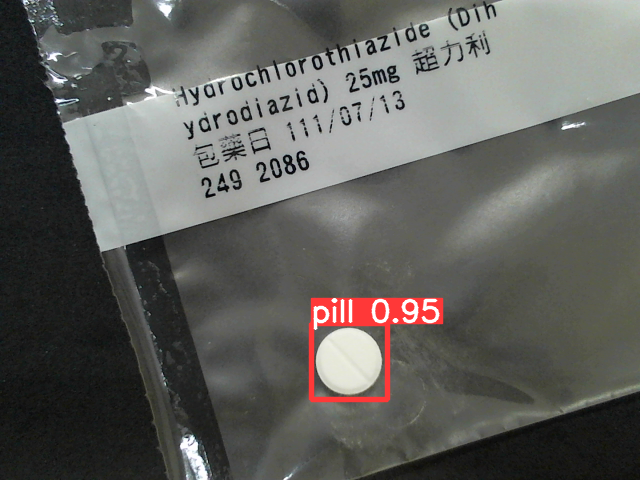 Hydrochlorothiazide (Dih
ydrodiazid) 25mg 超力利
包藥日 111/07/13
249 2086
pill 0.95